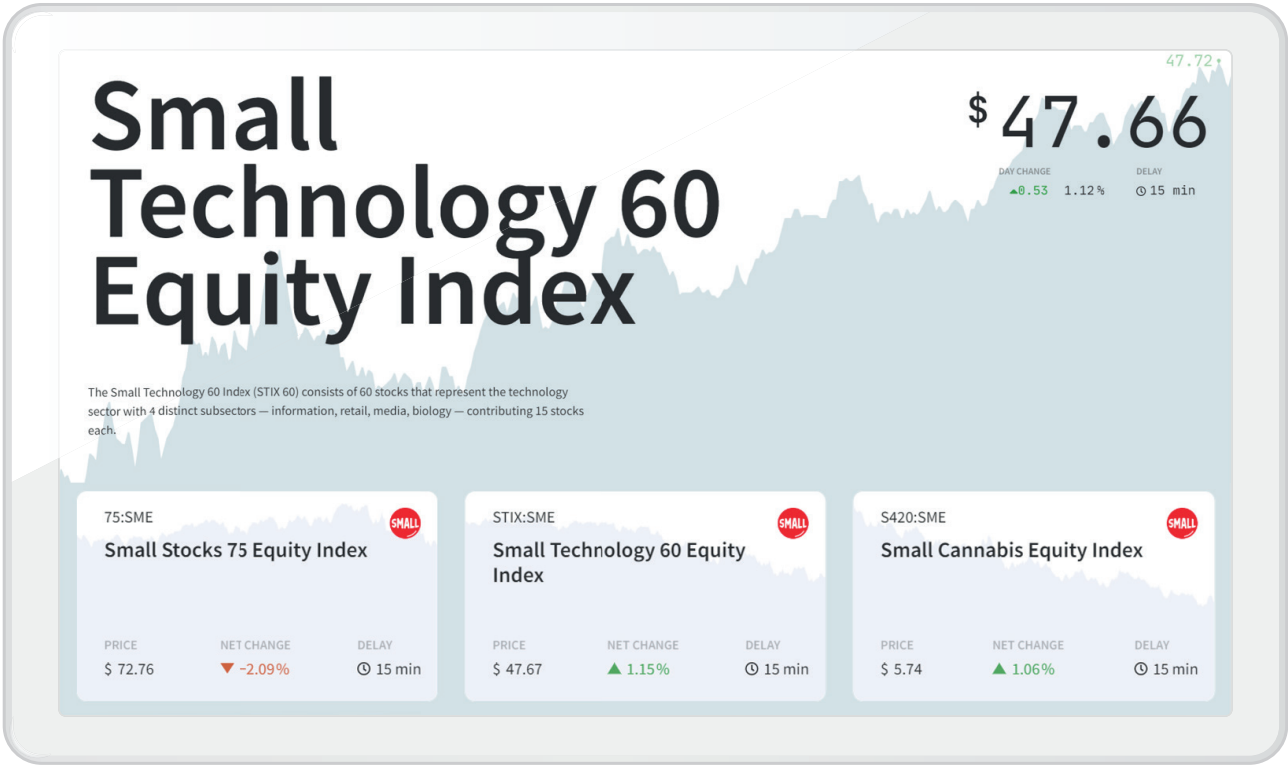 47.72
Small
Technology 60
Equity Index
$ 47.66
DAY CHANGE DELAY
▲0.53 1.12% 15 min
The Small Technology 60 Index (STIX 60) consists of 60 stocks that represent the technology
sector with 4 distinct subsectors — information, retail, media, biology — contributing 15 stocks
each.
75:SME
SMALL
Small Stocks 75 Equity Index
PRICE NET CHANGE DELAY
$ 72.76 ▼ -2.09% 15 min
STIX:SME
SMALL
Small Technology 60 Equity
Index
PRICE NET CHANGE DELAY
$ 47.67 ▲ 1.15% 15 min
S420:SME
SMALL
Small Cannabis Equity Index
PRICE NET CHANGE DELAY
$ 5.74 ▲ 1.06% 15 min